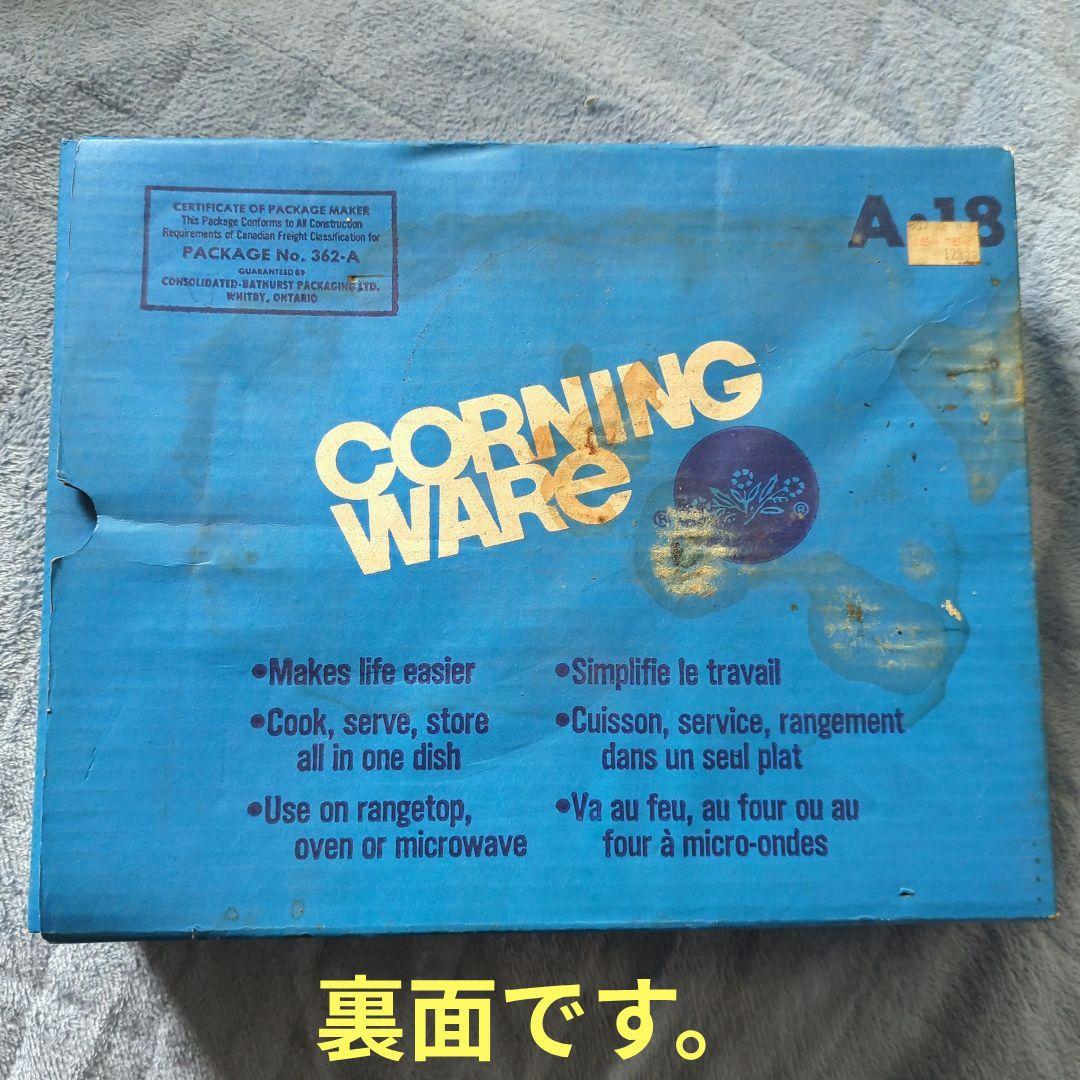 CERTIFICATE OF PACKAGE MAKER
This Package Conforms to All Construction
Requirements of Canadian Freight Classification for
PACKAGE No. 362-A
GUARANTEED BY
CONSOLIDATED-BATHURST PACKAGING LTD.
WHITBY, ONTARIO
A•18
CORNING
WARe
®
®
•Makes life easier
•Cook, serve, store
all in one dish
•Use on rangetop,
oven or microwave
•Simplifie le travail
•Cuisson, service, rangement
dans un seul plat
•Va au feu, au four ou au
four à micro-ondes
裏面です。